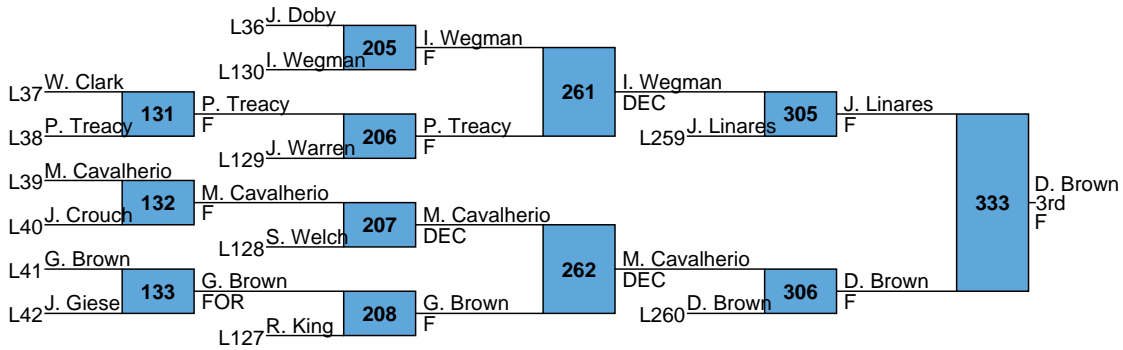 L36 J. Doby
205
I. Wegman
F
L130 I. Wegman
261
I. Wegman
DEC
L37 W. Clark
131
P. Treacy
F
L38 P. Treacy
206
P. Treacy
F
L129 J. Warren
305
J. Linares
F
L259 J. Linares
L39 M. Cavalherio
132
M. Cavalherio
F
L40 J. Crouch
207
M. Cavalherio
DEC
L128 S. Welch
333
D. Brown
3rd
F
L41 G. Brown
133
G. Brown
FOR
L42 J. Giese
208
G. Brown
F
L127 R. King
262
M. Cavalherio
DEC
306
D. Brown
F
L260 D. Brown